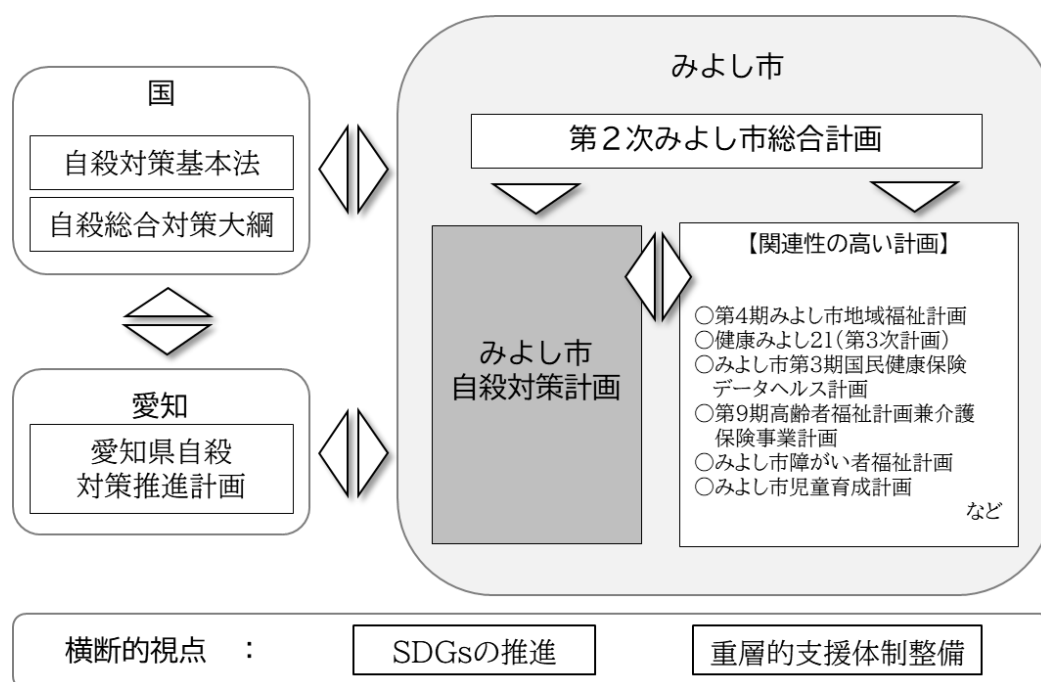 国
自殺対策基本法
自殺総合対策大綱
愛知
愛知県自殺
対策推進計画
みよし市
第２次みよし市総合計画
みよし市
自殺対策計画
【関連性の高い計画】
○第4期みよし市地域福祉計画
○健康みよし21（第3次計画）
○みよし市第3期国民健康保険
データヘルス計画
○第9期高齢者福祉計画兼介護
保険事業計画
○みよし市障がい者福祉計画
○みよし市児童育成計画
など
横断的視点　：　SDGsの推進　重層的支援体制整備